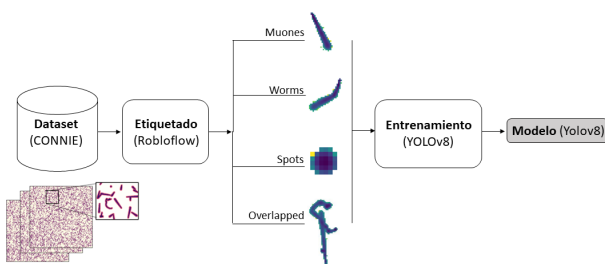 Dataset
(CONNIE)
Etiquetado
(Robloflow)
Muones
Worms
Spots
Overlapped
Entrenamiento
(YOLOv8)
Modelo (Yolov8)